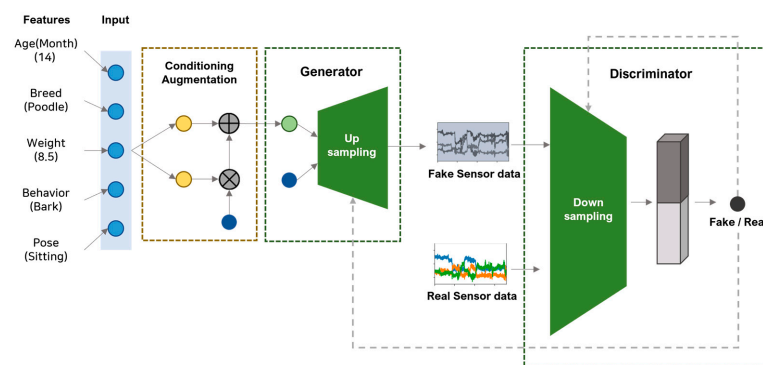 Features
Input
Age(Month)
(14)
Breed
(Poodle)
Weight
(8.5)
Behavior
(Bark)
Pose
(Sitting)
Conditioning
Augmentation
Generator
Up
sampling
Fake Sensor data
Real Sensor data
Discriminator
Down
sampling
Fake / Rea